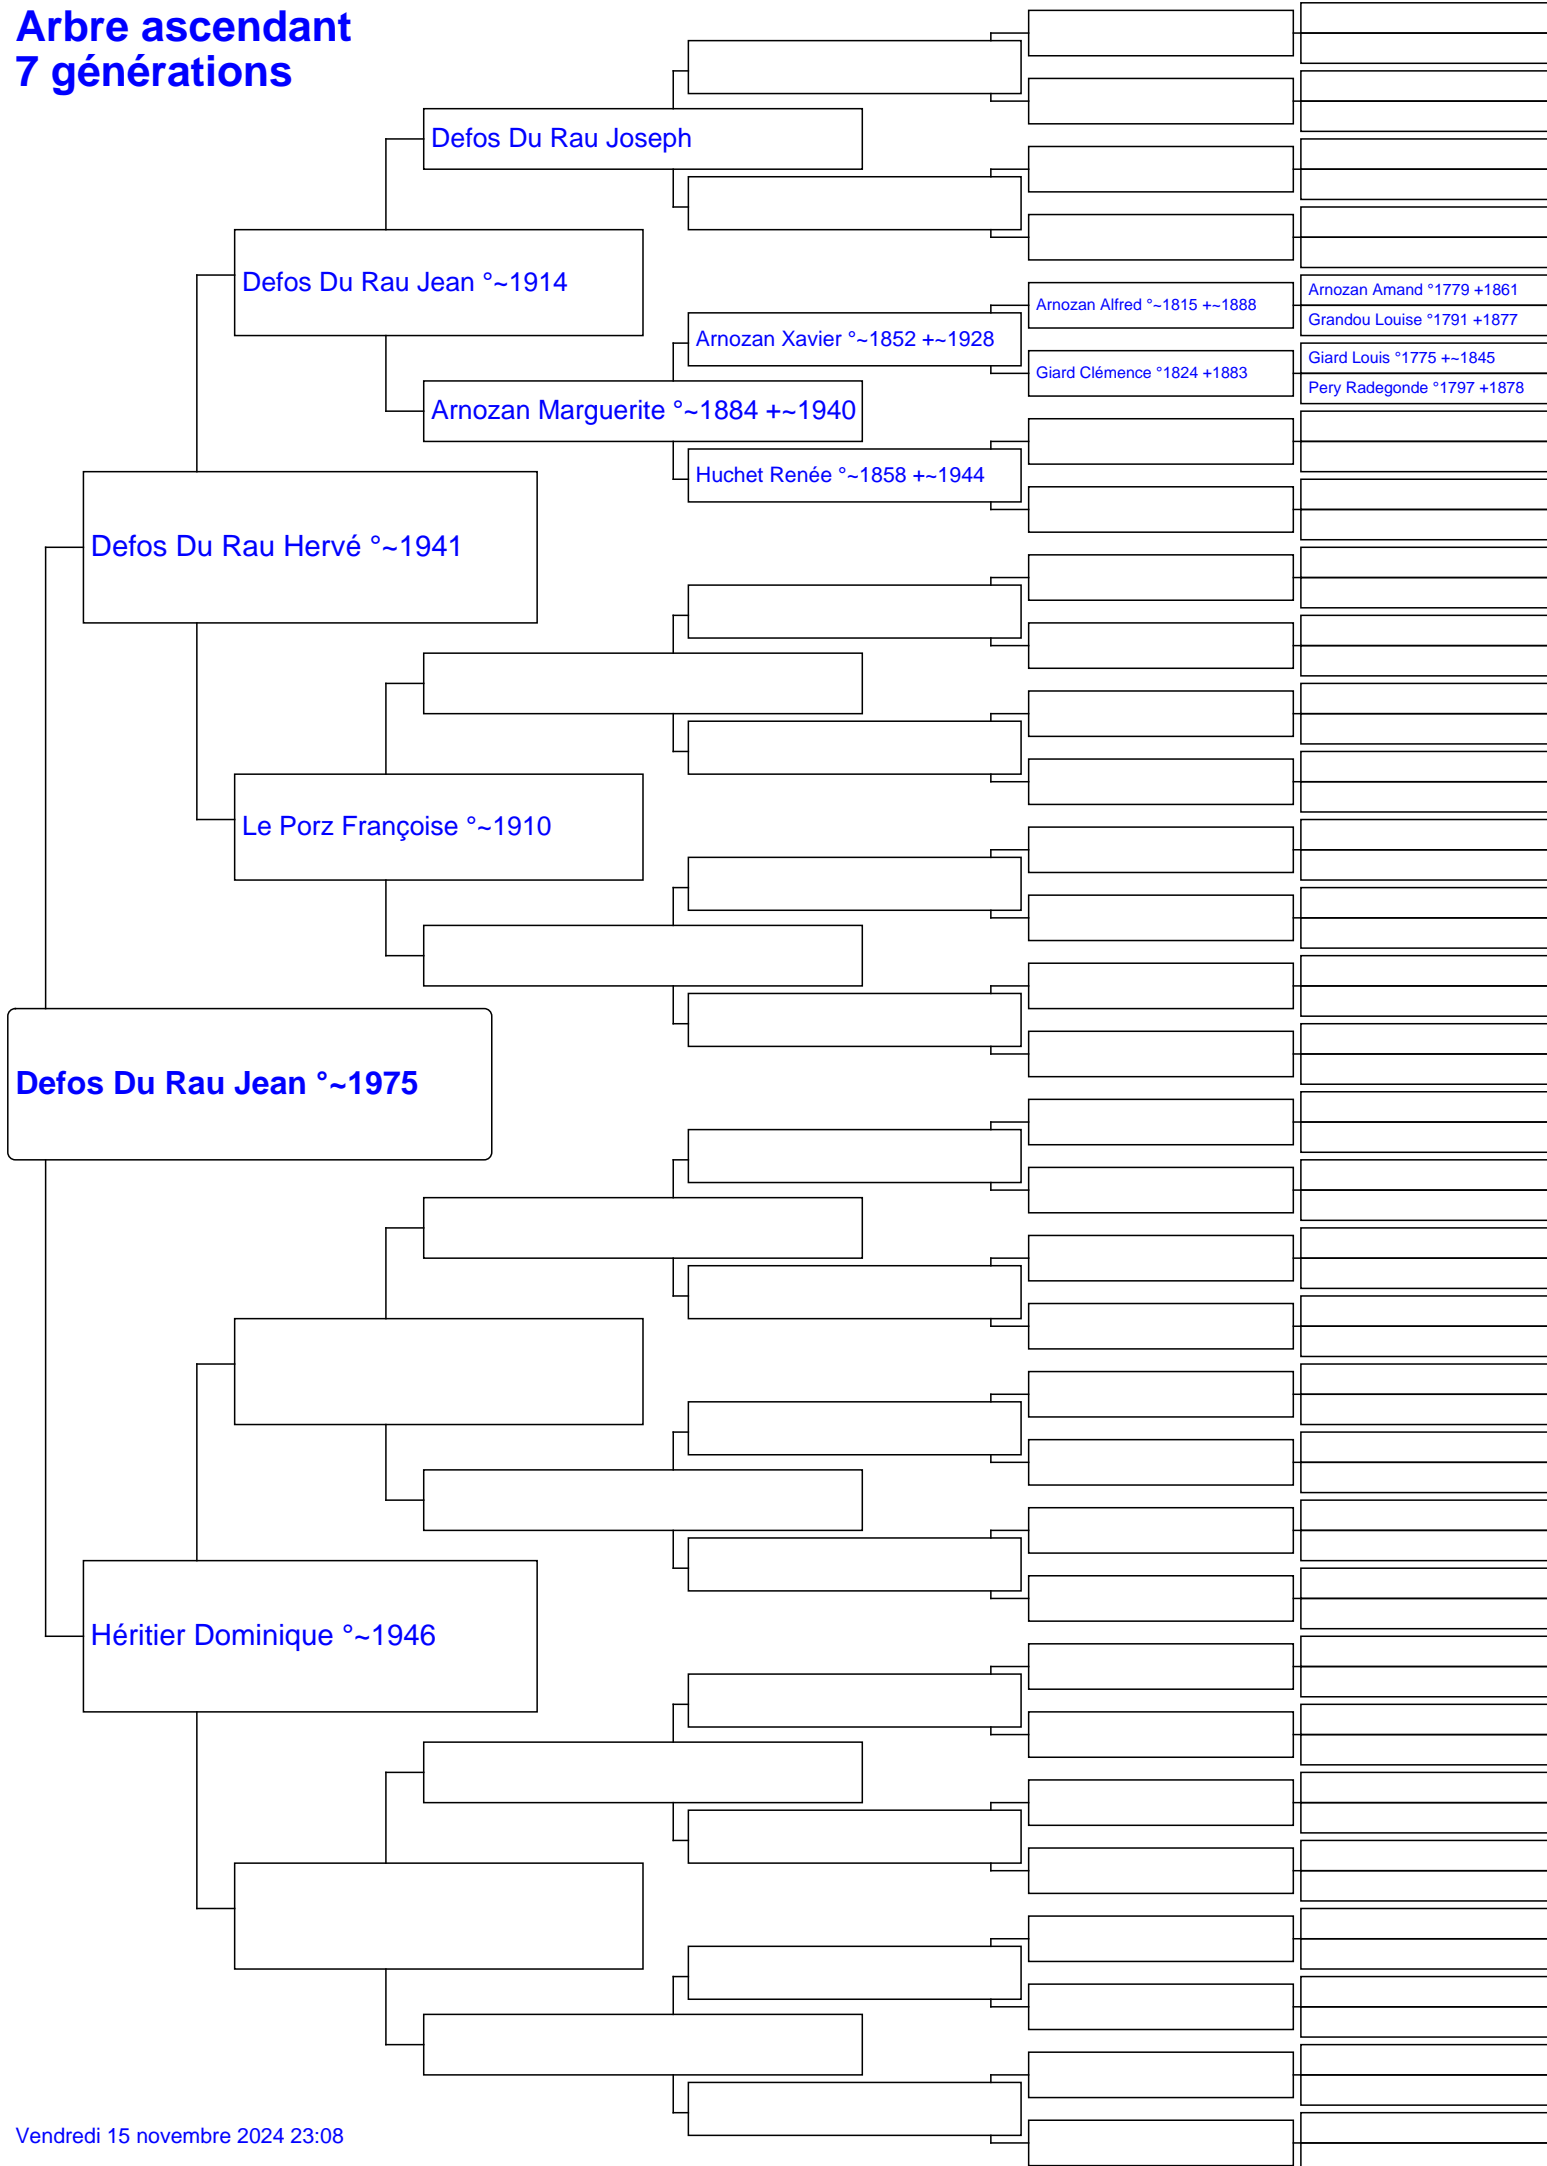 Arbre ascendant
7 générations
Defos Du Rau Joseph
Defos Du Rau Jean °~1914
Arnozan Amand °1779 +1861
Arnozan Alfred °~1815 +~1888
Grandou Louise °1791 +1877
Arnozan Xavier °~1852 +~1928
Giard Louis °1775 +~1845
Giard Clémence °1824 +1883
Pery Radegonde °1797 +1878
Arnozan Marguerite °~1884 +~1940
Huchet Renée °~1858 +~1944
Defos Du Rau Hervé °~1941
Le Porz Françoise °~1910
Defos Du Rau Jean °~1975
Héritier Dominique °~1946
Vendredi 15 novembre 2024 23:08